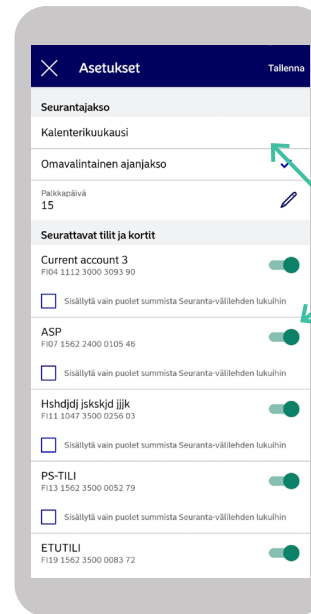 Asetukset
Tallenna
Seurantajakso
Kalenterikuukausi
Omavalintainen ajanjakso
Palkkapäivä
15
Seurattavat tilit ja kortit
Current account 3
FI04 1112 3000 3093 90
Sisällytä vain puolet summista Seuranta-välilehden lukuihin
ASP
FI07 1562 2400 0105 46
Sisällytä vain puolet summista Seuranta-välilehden lukuihin
Hshdjdj jskskjd jjjk
FI11 1047 3500 0256 03
Sisällytä vain puolet summista Seuranta-välilehden lukuihin
PS-TILI
FI13 1562 3500 0052 79
Sisällytä vain puolet summista Seuranta-välilehden lukuihin
ETUTILI
FI19 1562 3500 0083 72